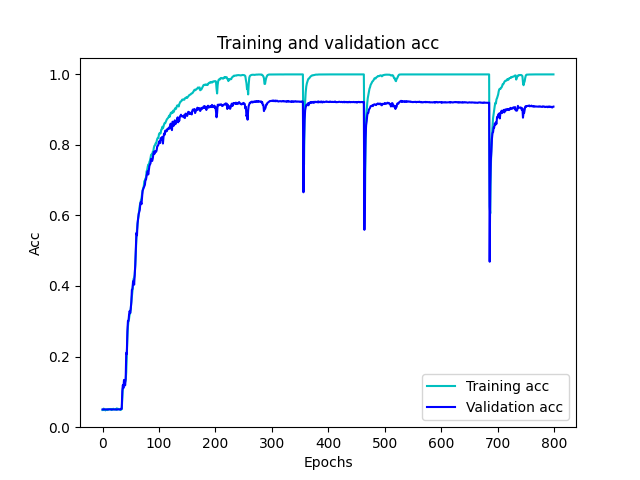 Training and validation acc
1.0
0.8
0.6
0.4
0.2
0.0
Acc
0 100 200 300 400 500 600 700 800
Epochs
Training acc
Validation acc